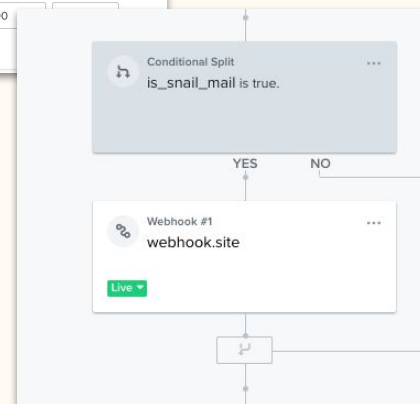 Conditional Split
is_snail_mail is true.
YES NO
Webhook #1
webhook.site
Live